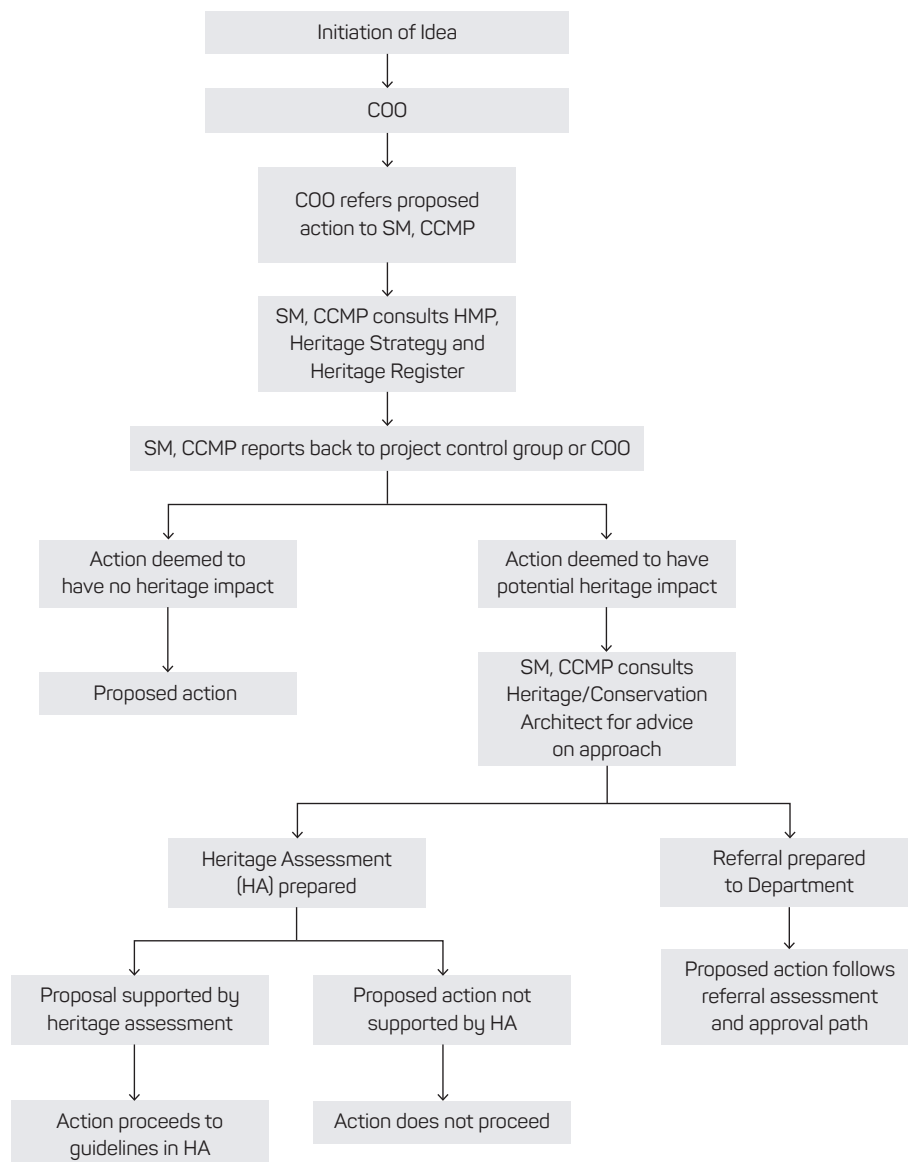 Initiation of Idea
COO
COO refers proposed
action to SM, CCMP
SM, CCMP consults HMP,
Heritage Strategy and
Heritage Register
SM, CCMP reports back to project control group or COO
Action deemed to
have no heritage impact
Action deemed to have
potential heritage impact
Proposed action
SM, CCMP consults
Heritage/Conservation
Architect for advice
on approach
Heritage Assessment
(HA) prepared
Referral prepared
to Department
Proposal supported by
heritage assessment
Proposed action not
supported by HA
Proposed action follows
referral assessment
and approval path
Action proceeds to
guidelines in HA
Action does not proceed